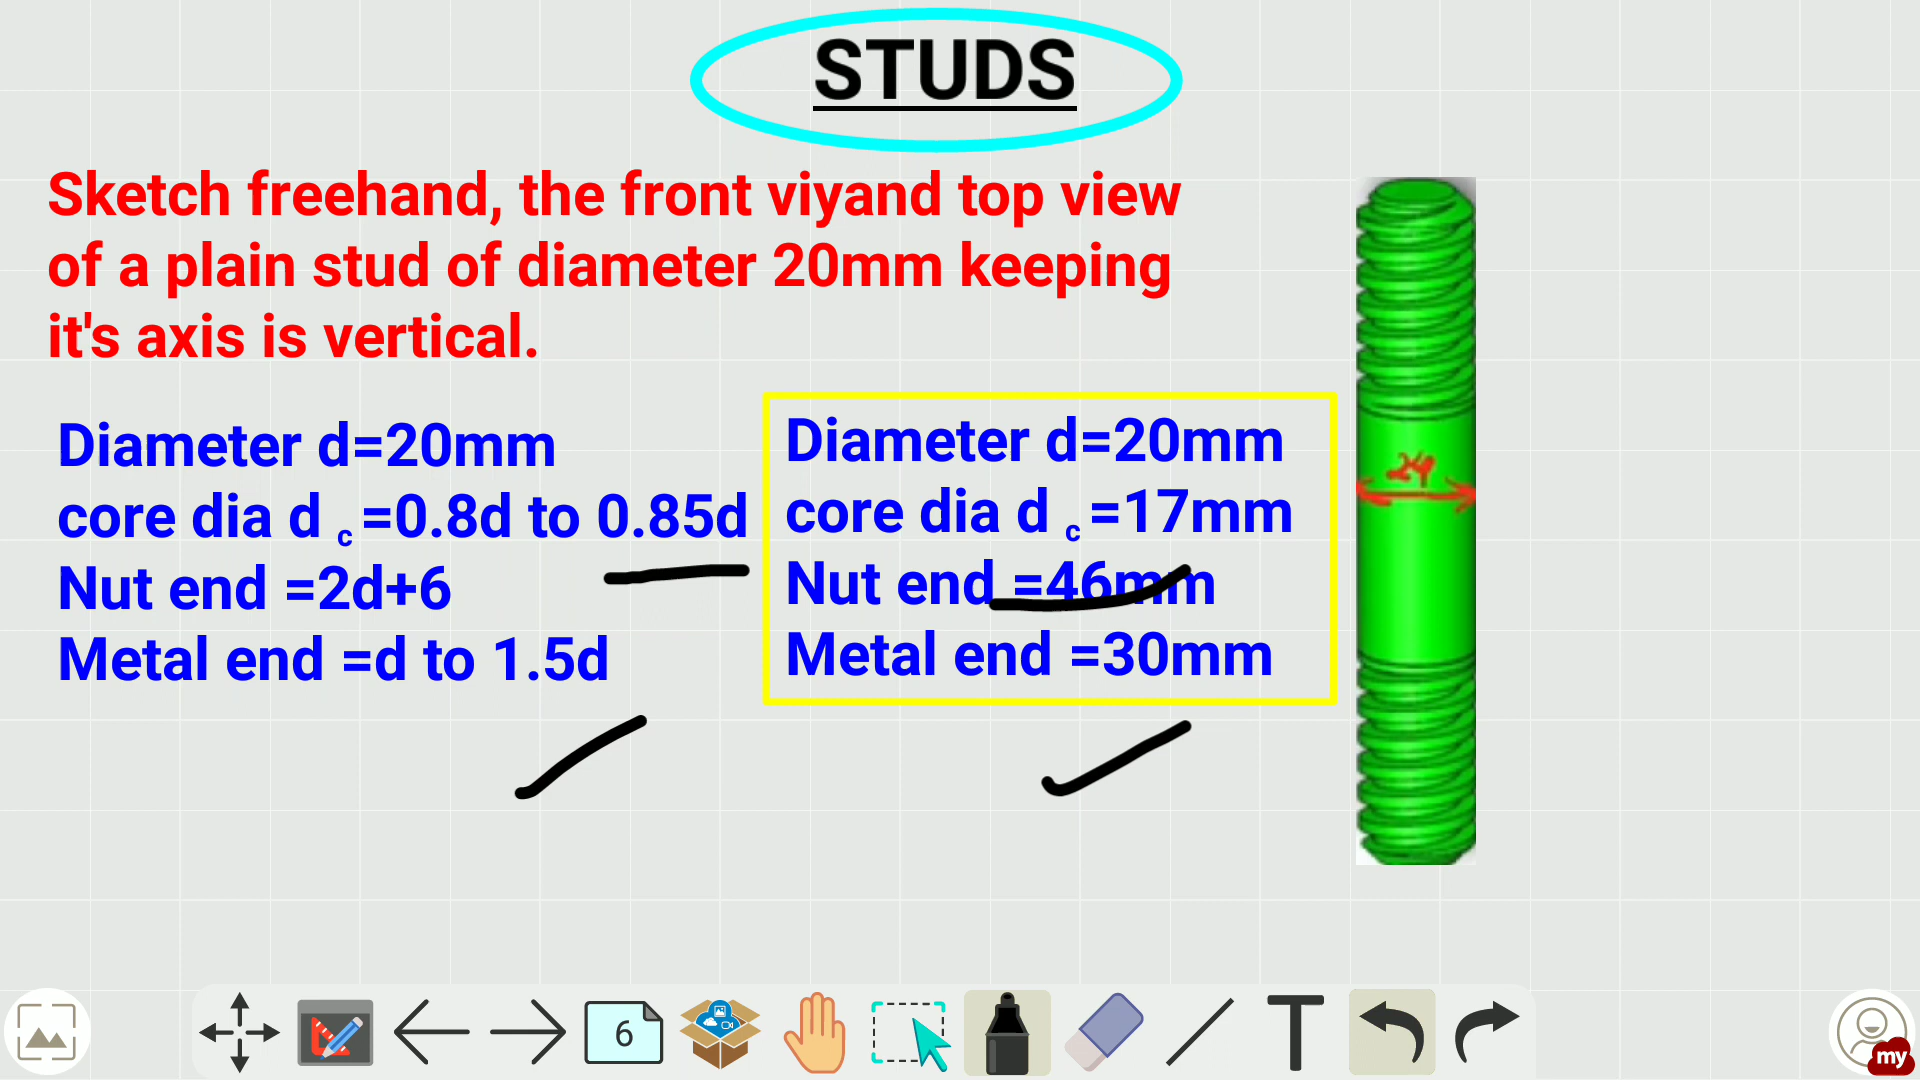 STUDS
Sketch freehand, the front viyand top view
of a plain stud of diameter 20mm keeping
it's axis is vertical.
Diameter d=20mm
core dia d c =0.8d to 0.85d
Nut end =2d+6
Metal end =d to 1.5d
Diameter d=20mm
core dia d c =17mm
Nut end =46mm
Metal end =30mm
6
T
my